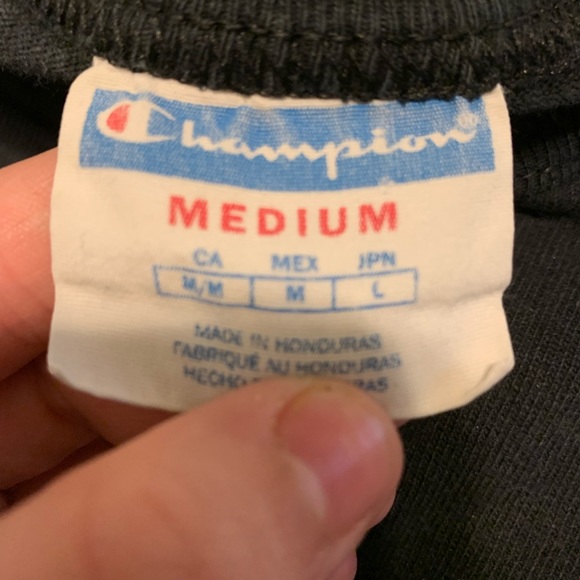 Champion®
MEDIUM
CA MEX JPN
M/M M L
MADE IN HONDURAS
FABRIQUÉ AU HONDURAS
HECHO